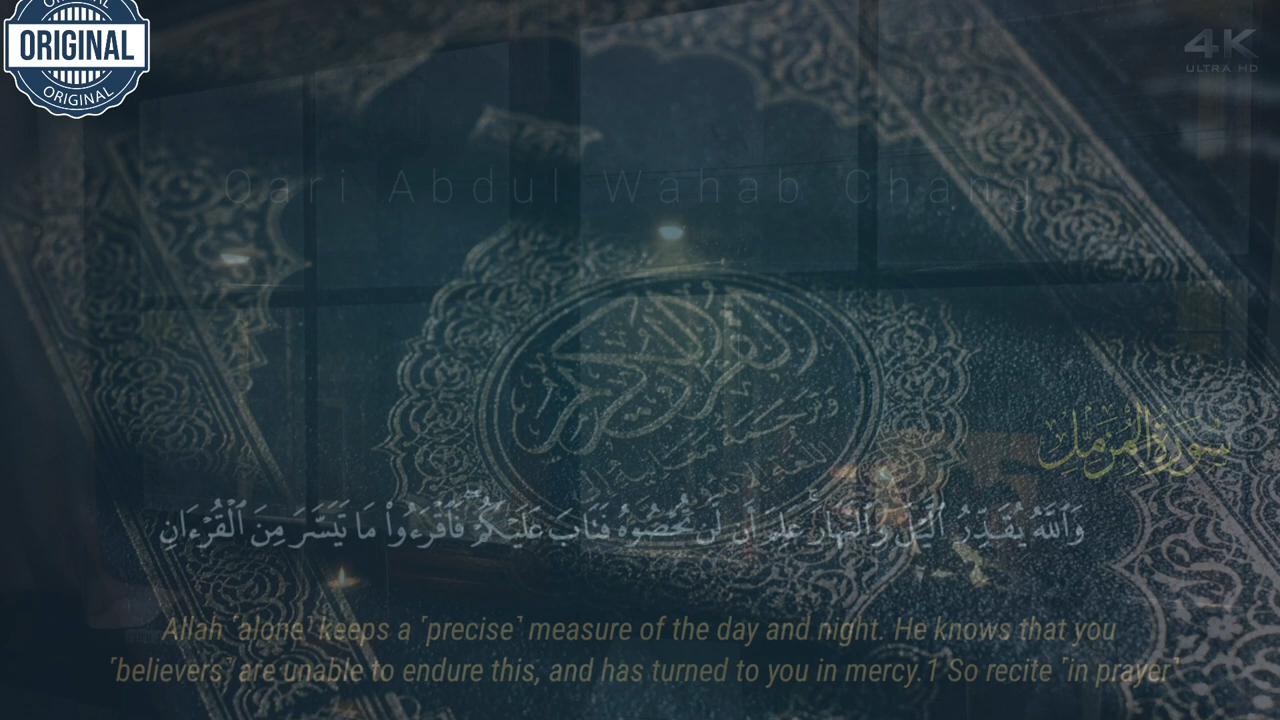 ORIGINAL
ORIGINAL
ORIGINAL
4K
ULTRA HD
Qari Abdul Wahab Chang
القرآن الكريم
سورة المزمل
وَٱللَّهُ يُقَدِّرُ ٱلَّيْلَ وَٱلنَّهَارَ ۚ عَلِمَ أَن لَّن تُحْصُوهُ فَتَابَ عَلَيْكُمْ ۖ فَٱقْرَءُوا۟ مَا تَيَسَّرَ مِنَ ٱلْقُرْءَانِ
Allah ˹alone˺ keeps a ˹precise˺ measure of the day and night. He knows that you
˹believers˺ are unable to endure this, and has turned to you in mercy.1 So recite ˹in prayer˺